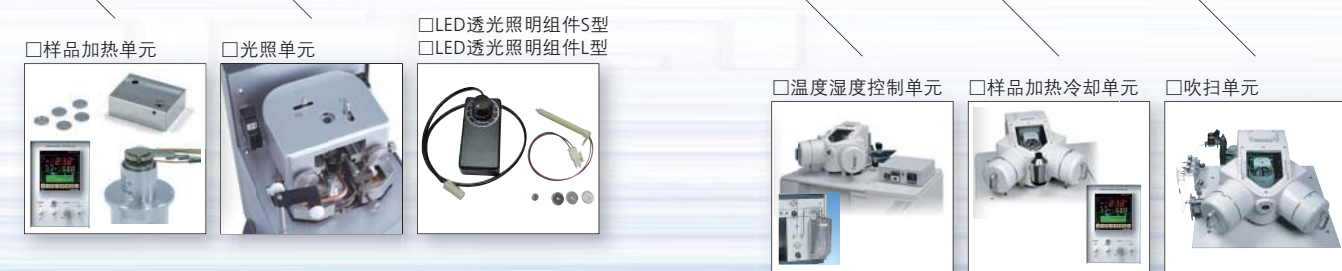 □LED透光照明组件S型
□LED透光照明组件L型
□样品加热单元
□光照单元
□温度湿度控制单元
□样品加热冷却单元
□吹扫单元